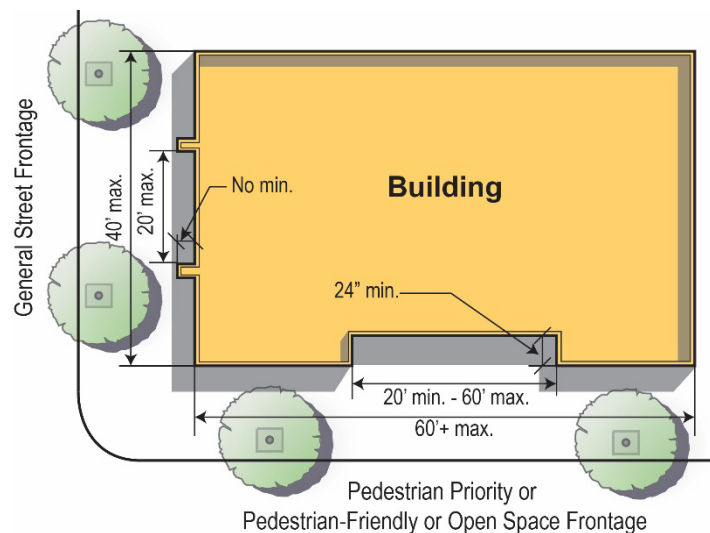 General Street Frontage
40’ max.
20’ max.
No min.
Building
24” min.
20’ min. - 60’ max.
60’+ max.
Pedestrian Priority or
Pedestrian-Friendly or Open Space Frontage